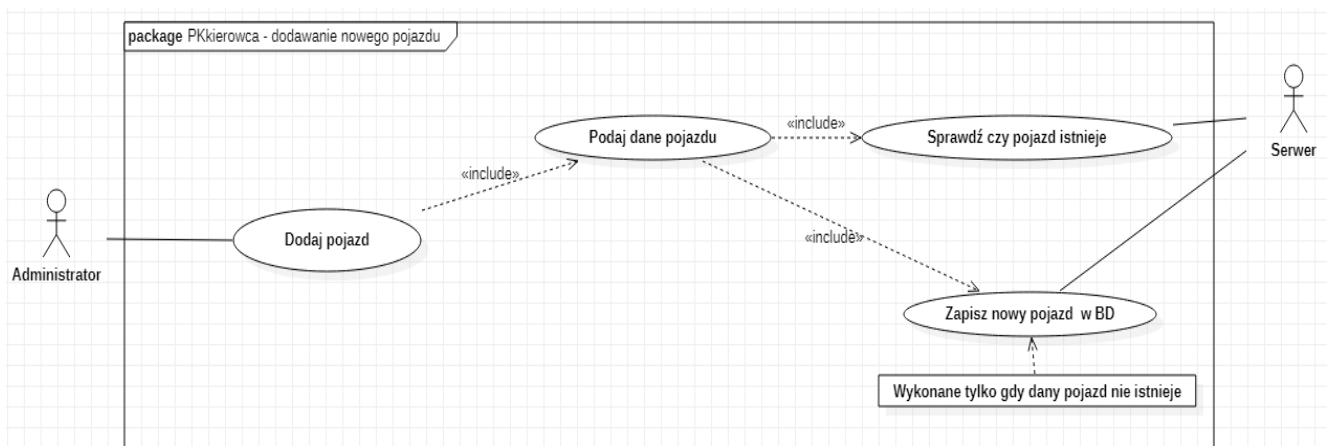 package PKkierowca - dodawanie nowego pojazdu
Podaj dane pojazdu
«include»
Sprawdź czy pojazd istnieje
Serwer
«include»
Dodaj pojazd
Administrator
«include»
Zapisz nowy pojazd w BD
Wykonane tylko gdy dany pojazd nie istnieje